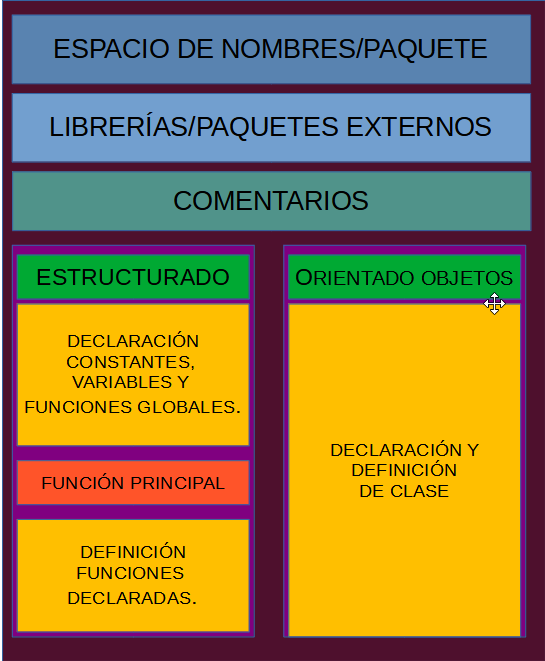 ESPACIO DE NOMBRES/PAQUETE
LIBRERÍAS/PAQUETES EXTERNOS
COMENTARIOS
ESTRUCTURADO
DECLARACIÓN
CONSTANTES,
VARIABLES Y
FUNCIONES GLOBALES.
FUNCIÓN PRINCIPAL
DEFINICIÓN
FUNCIONES
DECLARADAS.
ORIENTADO OBJETOS
DECLARACIÓN Y
DEFINICIÓN
DE CLASE